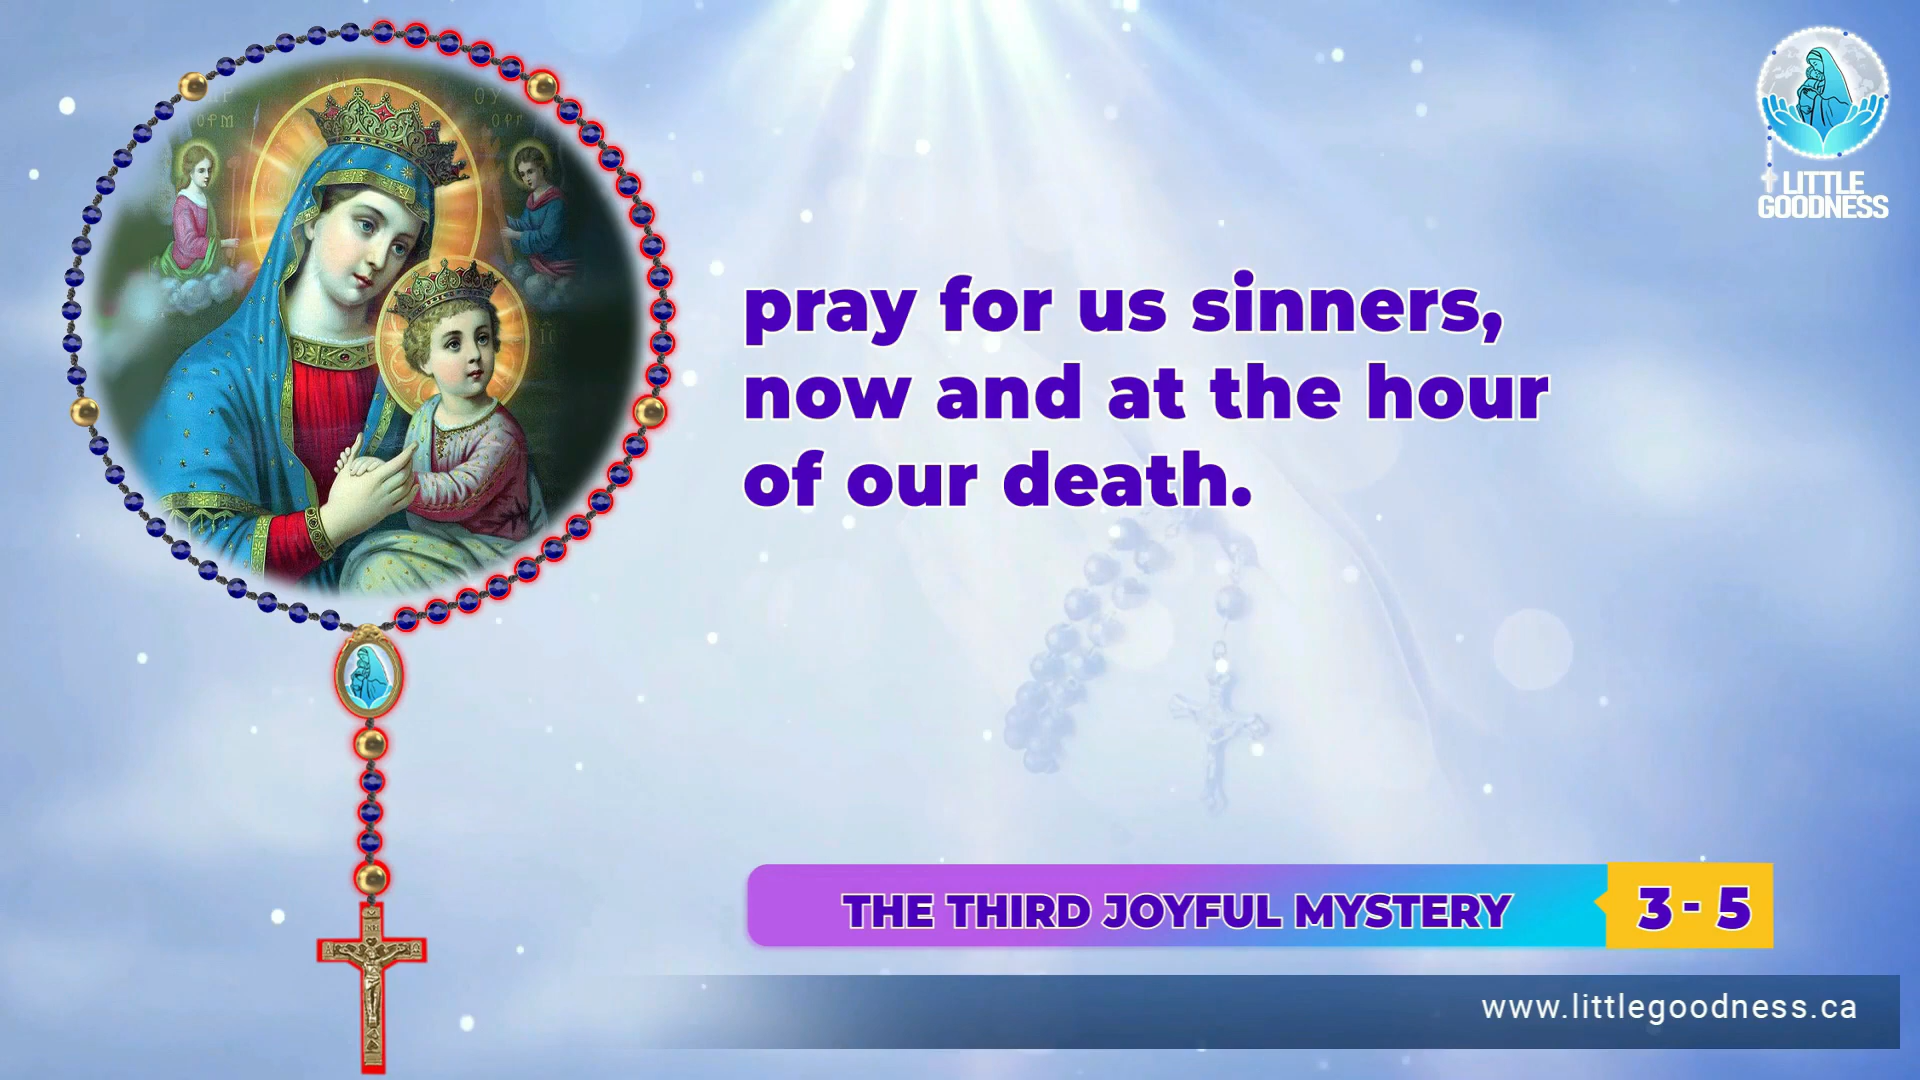 LITTLE
GOODNESS
pray for us sinners,
now and at the hour
of our death.
THE THIRD JOYFUL MYSTERY
3 - 5
www.littlegoodness.ca
INRI